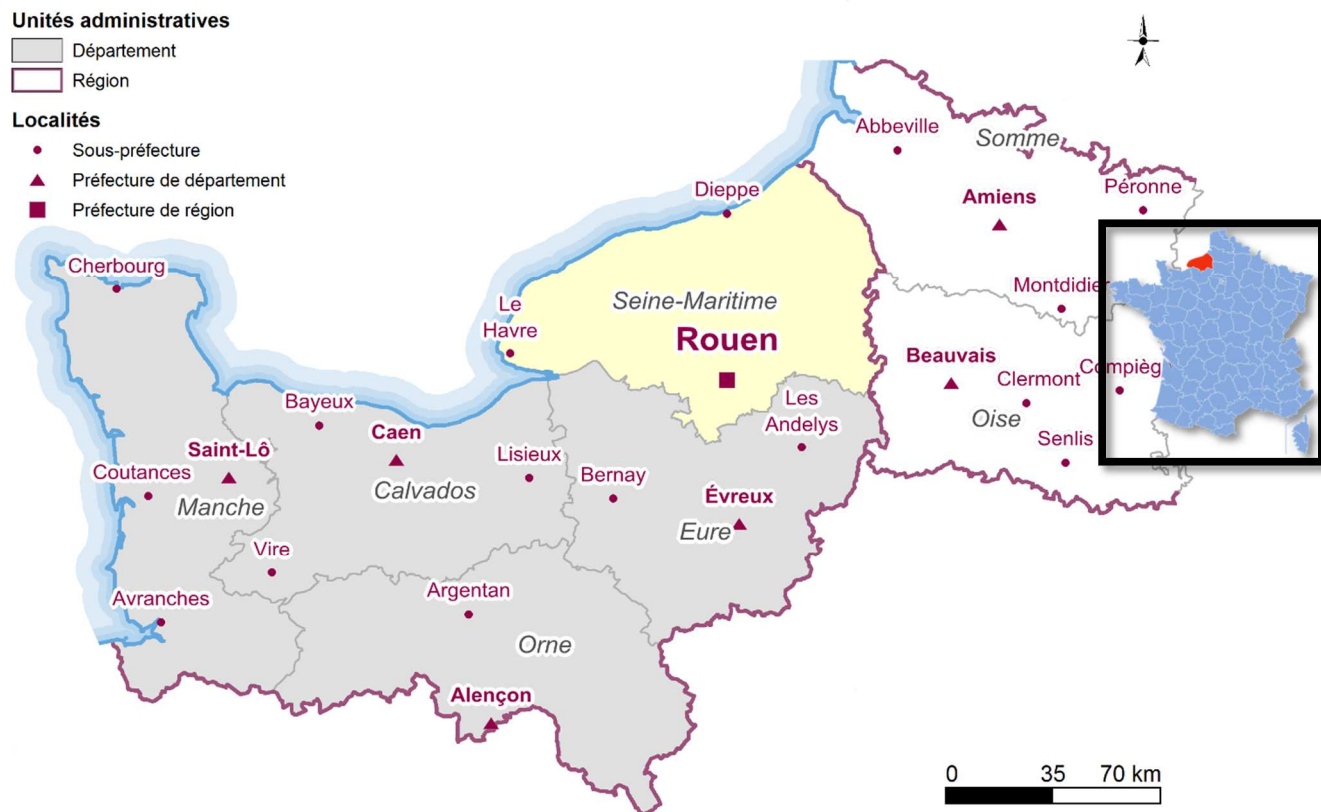 Unités administratives
Département
Région
Localités
Sous-préfecture
Préfecture de département
Préfecture de région
Abbeville
Somme
Dieppe
Amiens
Péronne
Cherbourg
Le
Havre
Seine-Maritime
Rouen
Montdidier
Beauvais
Clermont
Compièg
Oise
Senlis
Bayeux
Caen
Les
Andelys
Saint-Lô
Lisieux
Coutances
Calvados
Bernay
Manche
Évreux
Eure
Vire
Avranches
Argentan
Orne
Alençon
0 35 70 km